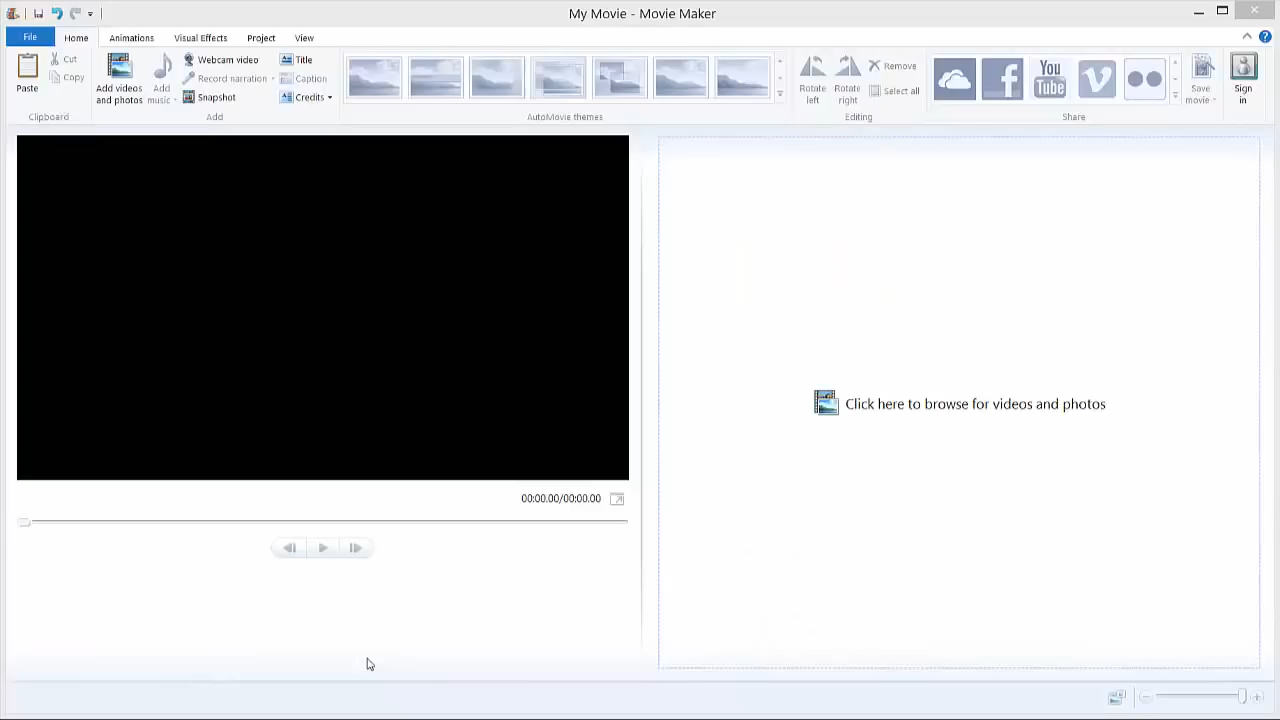 My Movie - Movie Maker
File Home Animations Visual Effects Project View
Paste
Cut
Copy
Clipboard
Add videos
and photos
Add
music
Webcam video
Record narration
Snapshot
Title
Caption
Credits
Add
AutoMovie themes
Rotate
left
Rotate
right
Remove
Select all
Editing
You
Tube
Share
Save
movie
Sign
in
Click here to browse for videos and photos
00:00.00/00:00.00